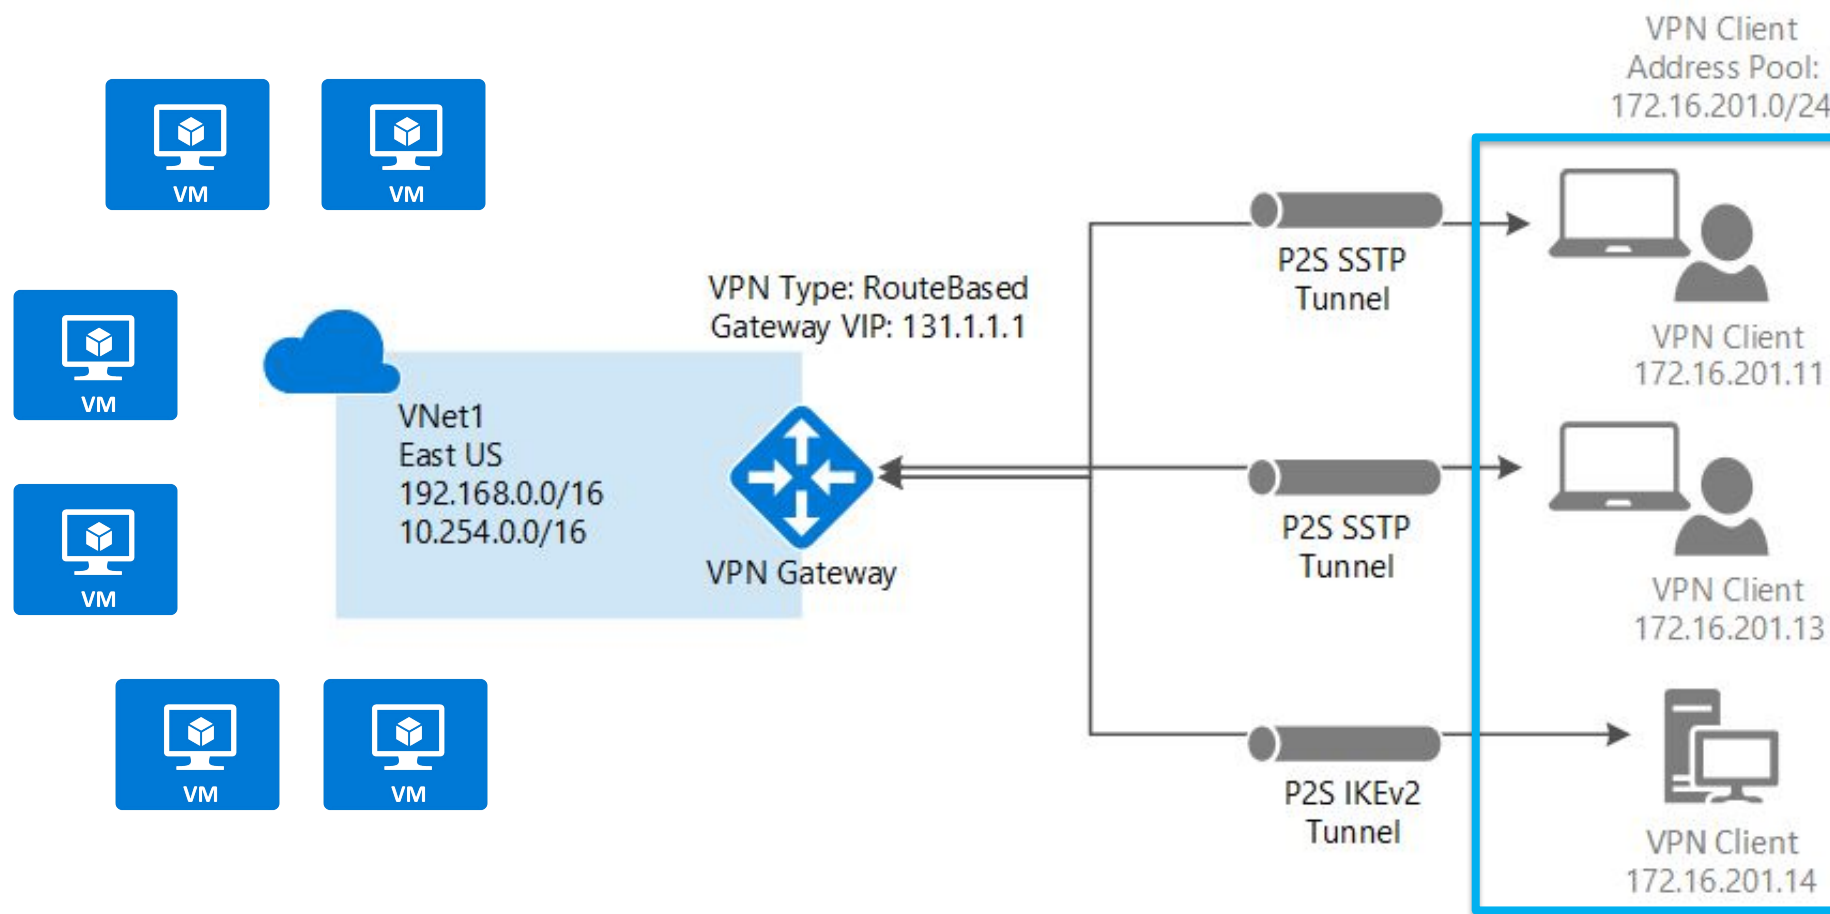 VPN Client
Address Pool:
172.16.201.0/24
VM
VM
P2S SSTP
Tunnel
VPN Type: RouteBased
Gateway VIP: 131.1.1.1
VPN Client
172.16.201.11
VM
VNet1
East US
192.168.0.0/16
10.254.0.0/16
VPN Gateway
P2S SSTP
Tunnel
VPN Client
172.16.201.13
VM
VM
VM
P2S IKEv2
Tunnel
VPN Client
172.16.201.14